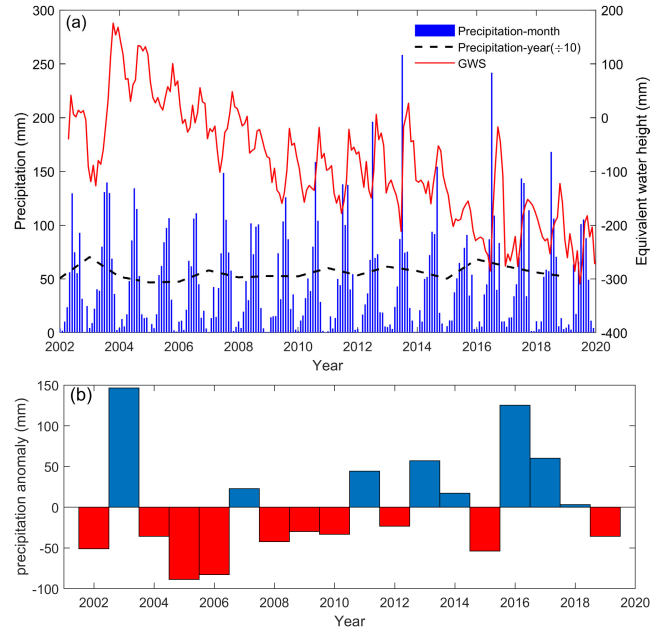 (a)
Precipitation-month
Precipitation-year(÷10)
GWS
300
250
200
150
100
50
0
Precipitation (mm)
200
100
0
-100
-200
-300
-400
Equivalent water height (mm)
2002 2004 2006 2008 2010 2012 2014 2016 2018 2020
Year
(b)
150
100
50
0
-50
-100
precipitation anomaly (mm)
2002 2004 2006 2008 2010 2012 2014 2016 2018 2020
Year